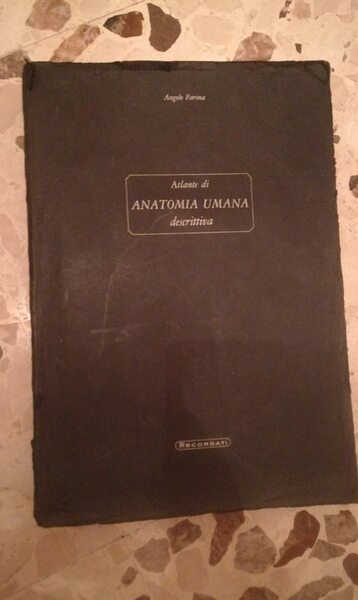 Angelo Farina
Atlante di
ANATOMIA UMANA
descrittiva
RECORDATI